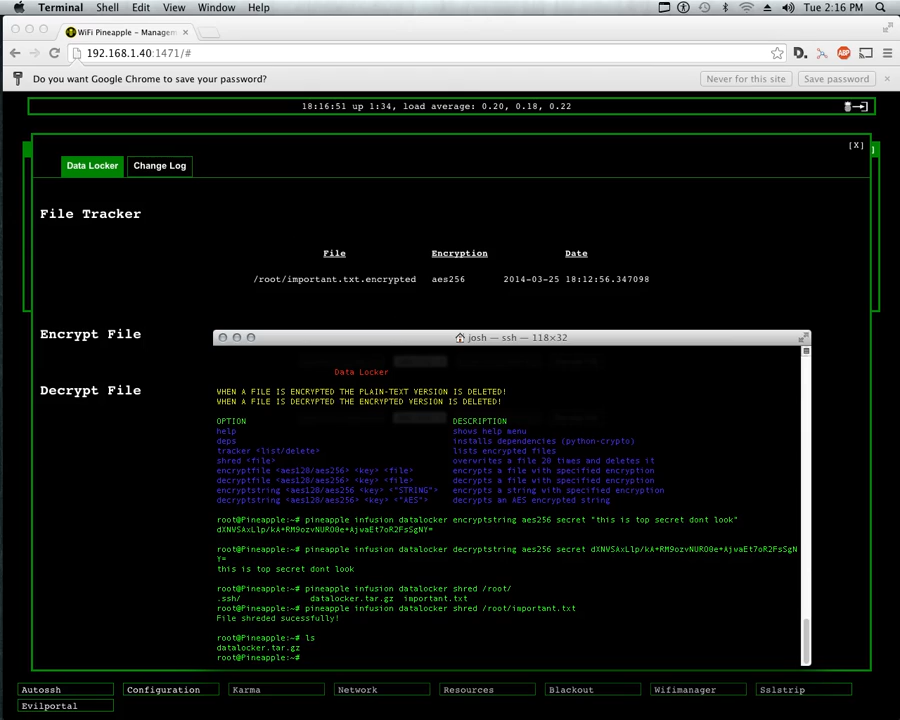 Terminal Shell Edit View Window Help Tue 2:16 PM
WiFi Pineapple - Managem
192.168.1.40:1471/#
D. ABP
Do you want Google Chrome to save your password? Never for this site Save password
18:16:51 up 1:34, load average: 0.20, 0.18, 0.22
[X]
Data Locker Change Log
File Tracker
File Encryption Date
/root/important.txt.encrypted aes256 2014-03-25 18:12:56.347098
Encrypt File
Decrypt File
josh — ssh — 118×32
Data Locker
WHEN A FILE IS ENCRYPTED THE PLAIN-TEXT VERSION IS DELETED!
WHEN A FILE IS DECRYPTED THE ENCRYPTED VERSION IS DELETED!
OPTION DESCRIPTION
help shows help menu
deps installs dependencies (python-crypto)
tracker <list/delete> lists encrypted files
shred <file> overwrites a file 20 times and deletes it
encryptfile <aes120/aes256> <key> <file> encrypts a file with specified encryption
decryptfile <aes120/aes256> <key> <file> decrypts a file with specified encryption
encryptstring <aes120/aes256 <key> <"STRING"> encrypts a string with specified encryption
decryptstring <aes120/aes256> <key> <"AES"> decrypts an AES encrypted string
root@Pineapple:~# pineapple infusion datalocker encryptstring aes256 secret "this is top secret dont look"
dXNVSAxLlp/kA+RM9ozvNURO0e+AjwaEt7oR2FsSgNY=
root@Pineapple:~# pineapple infusion datalocker decryptstring aes256 secret dXNVSAxLlp/kA+RM9ozvNURO0e+AjwaEt7oR2FsSgN
Y=
this is top secret dont look
root@Pineapple:~# pineapple infusion datalocker shred /root/
.ssh/ datalocker.tar.gz important.txt
root@Pineapple:~# pineapple infusion datalocker shred /root/important.txt
File shreded sucessfully!
root@Pineapple:~# ls
datalocker.tar.gz
root@Pineapple:~#
Autossh Configuration Karma Network Resources Blackout Wifimanager Sslstrip
Evilportal